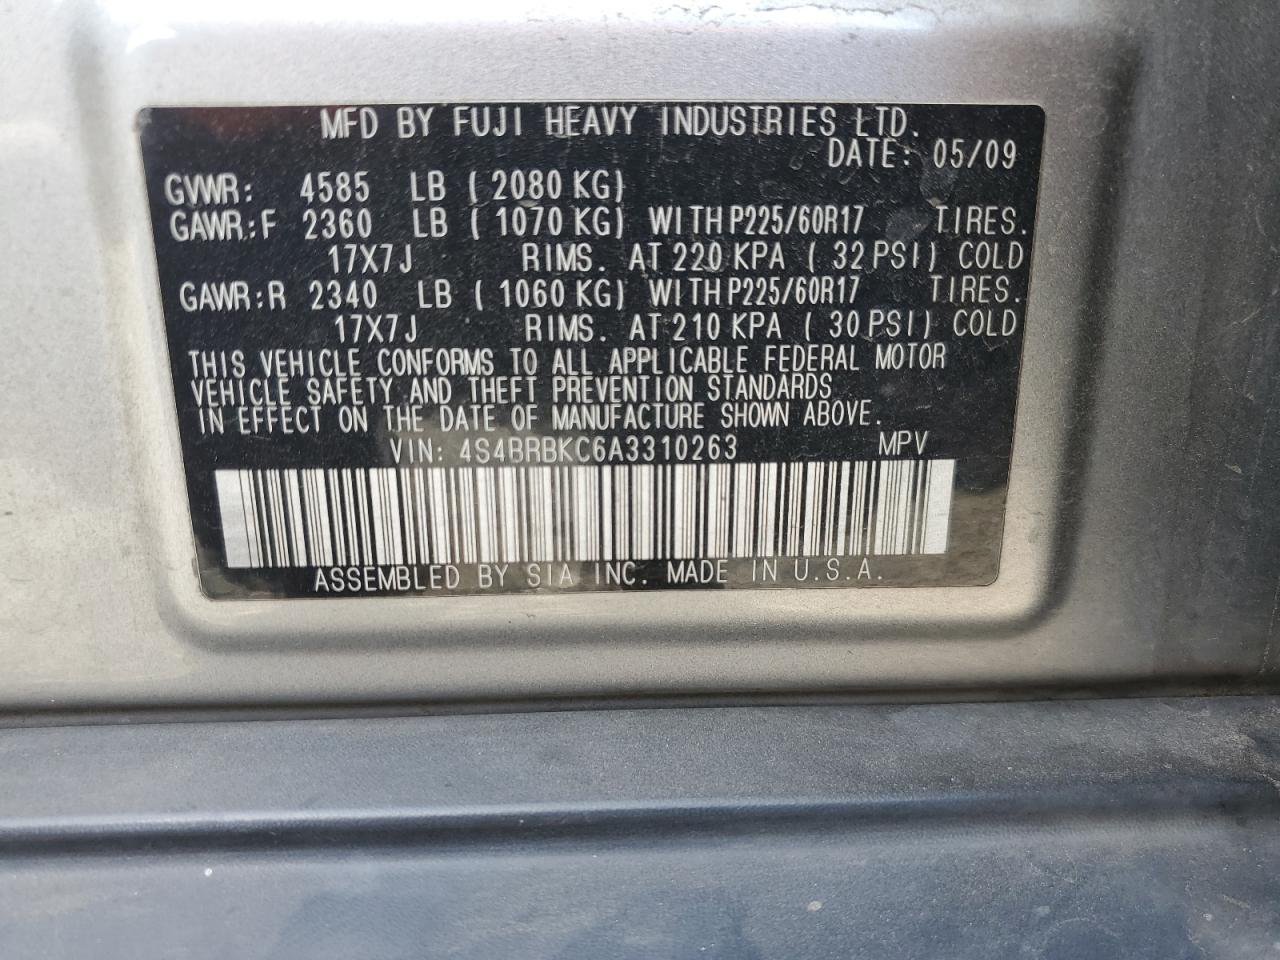 MFD BY FUJI HEAVY INDUSTRIES LTD.
DATE: 05/09
GVWR: 4585 LB (2080 KG)
GAWR:F 2360 LB (1070 KG) WITH P225/60R17 TIRES.
17X7J RIMS. AT 220 KPA (32 PSI) COLD
GAWR:R 2340 LB (1060 KG) WITH P225/60R17 TIRES.
17X7J RIMS. AT 210 KPA (30 PSI) COLD
THIS VEHICLE CONFORMS TO ALL APPLICABLE FEDERAL MOTOR
VEHICLE SAFETY AND THEFT PREVENTION STANDARDS
IN EFFECT ON THE DATE OF MANUFACTURE SHOWN ABOVE.
VIN: 4S4BRBKC6A3310263 MPV
ASSEMBLED BY SIA INC. MADE IN U.S.A.